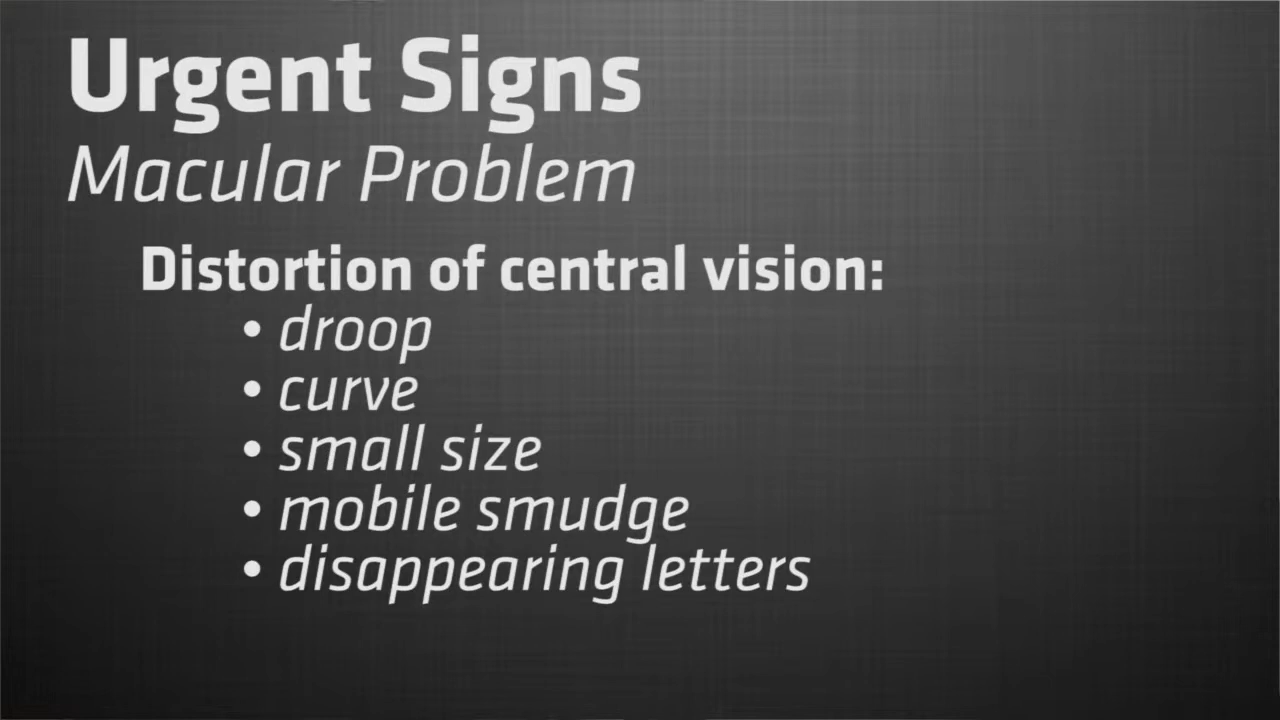 Urgent Signs
Macular Problem
Distortion of central vision:
• droop
• curve
• small size
• mobile smudge
• disappearing letters